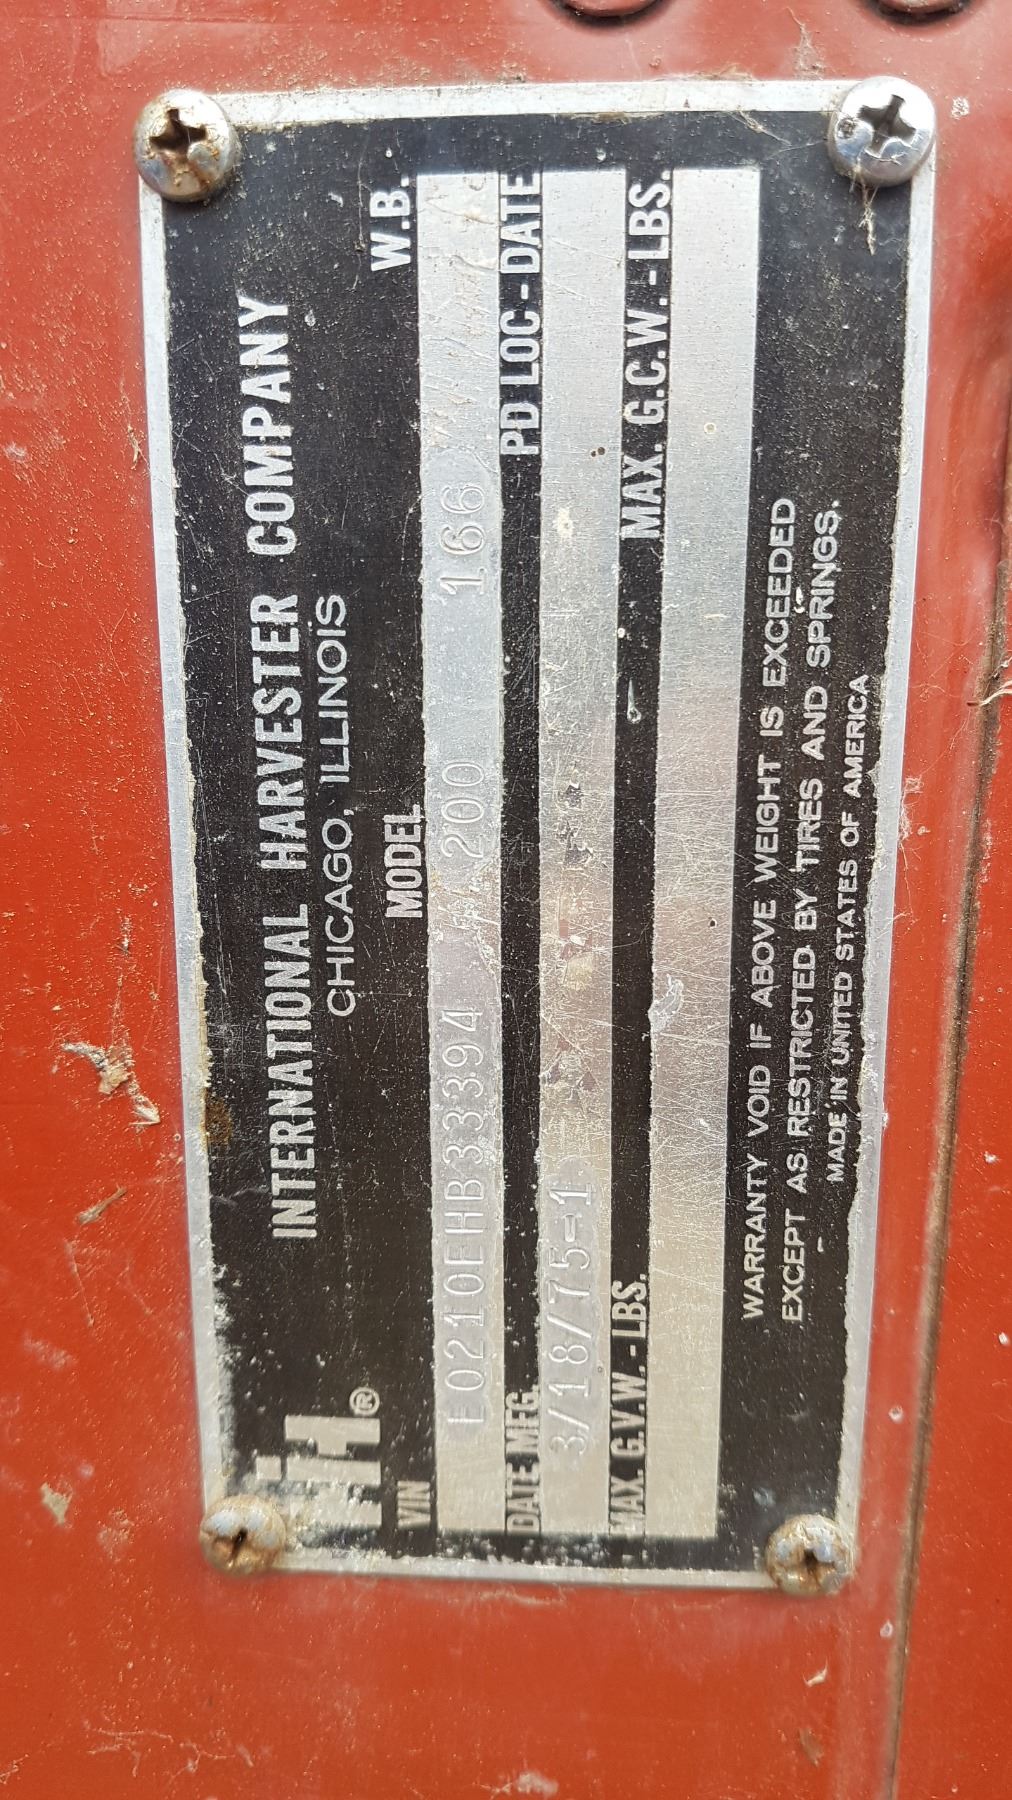 IH®
INTERNATIONAL HARVESTER COMPANY
CHICAGO, ILLINOIS
VIN MODEL W.B.
E0210EHB33394 200 166
DATE MFG. PD LOC - DATE
3/18/75-1
MAX. G.V.W. - LBS. MAX. G.C.W. - LBS.
WARRANTY VOID IF ABOVE WEIGHT IS EXCEEDED
EXCEPT AS RESTRICTED BY TIRES AND SPRINGS.
MADE IN UNITED STATES OF AMERICA